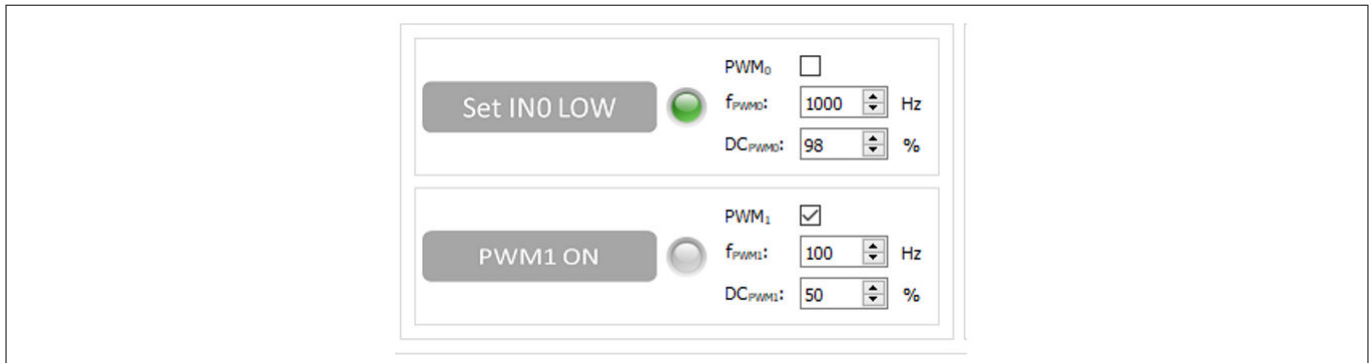 Set IN0 LOW
PWM₀
fPWM0: 1000 Hz
DCPWM0: 98 %
PWM1 ON
PWM₁
fPWM1: 100 Hz
DCPWM1: 50 %